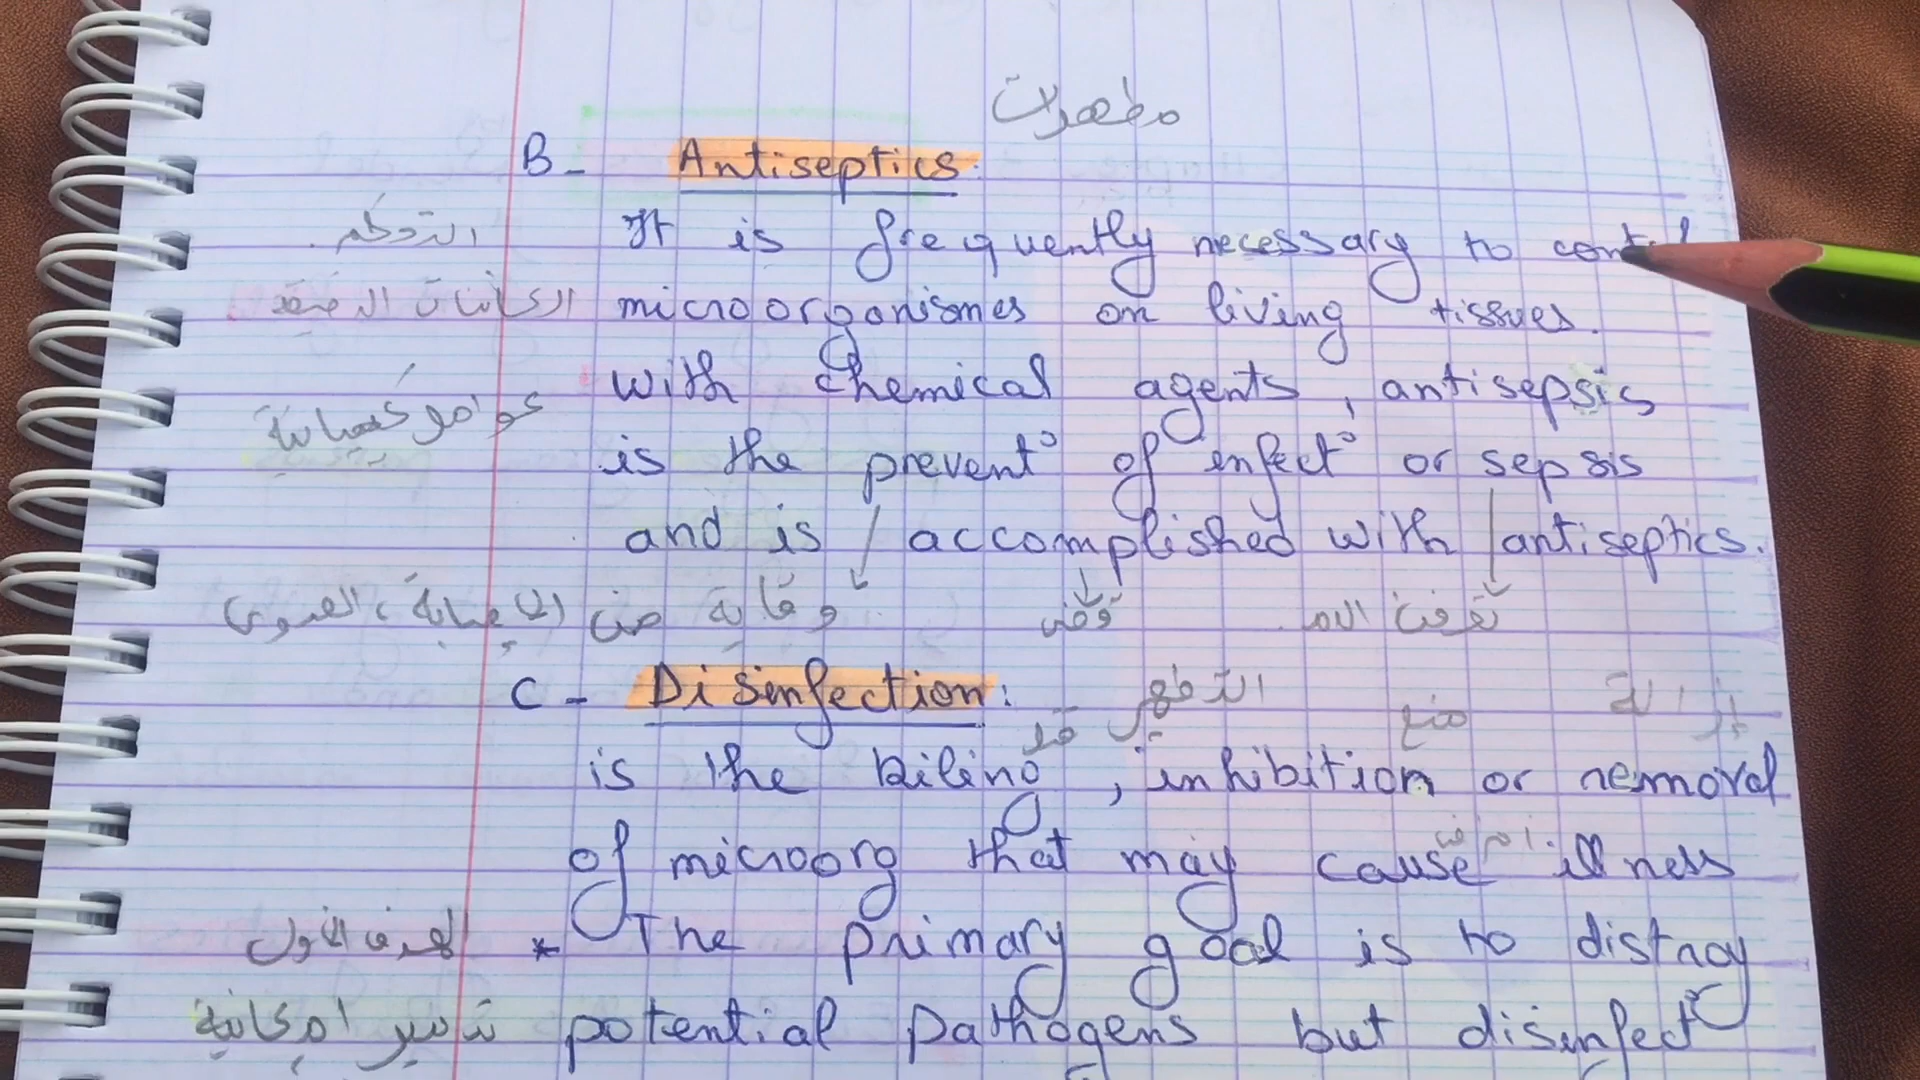 مطهرات
B - Antiseptics:
التحكم It is frequently necessary to control
الكائنات الدقيقة microorganismes on living tissues.
with chemical agents, antisepsis
عوامل كيميائية
is the prevent° of infect° or sepsis
and is accomplished with antiseptics.
وقاية من الإصابة، العدوى
تعفن الدم
C - Disinfection:
التطهير
قتل منع إزالة
is the kiling, inhibition or removal
of microorg that may cause illness
أمراض
الهدف الأول * The primary goal is to distroy
تدمير امكانية potential pathogens but disinfect°